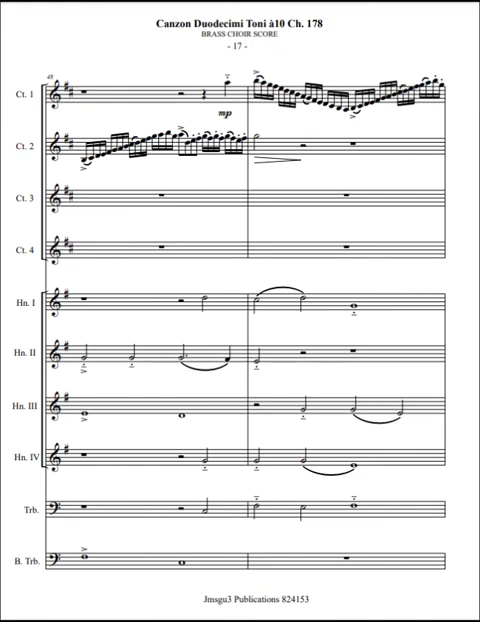 Canzon Duodecimi Toni à10 Ch. 178
BRASS CHOIR SCORE
- 17 -
48
Ct. 1
mp
Ct. 2
Ct. 3
Ct. 4
Hn. I
Hn. II
Hn. III
Hn. IV
Trb.
B. Trb.
Jmsgu3 Publications 824153